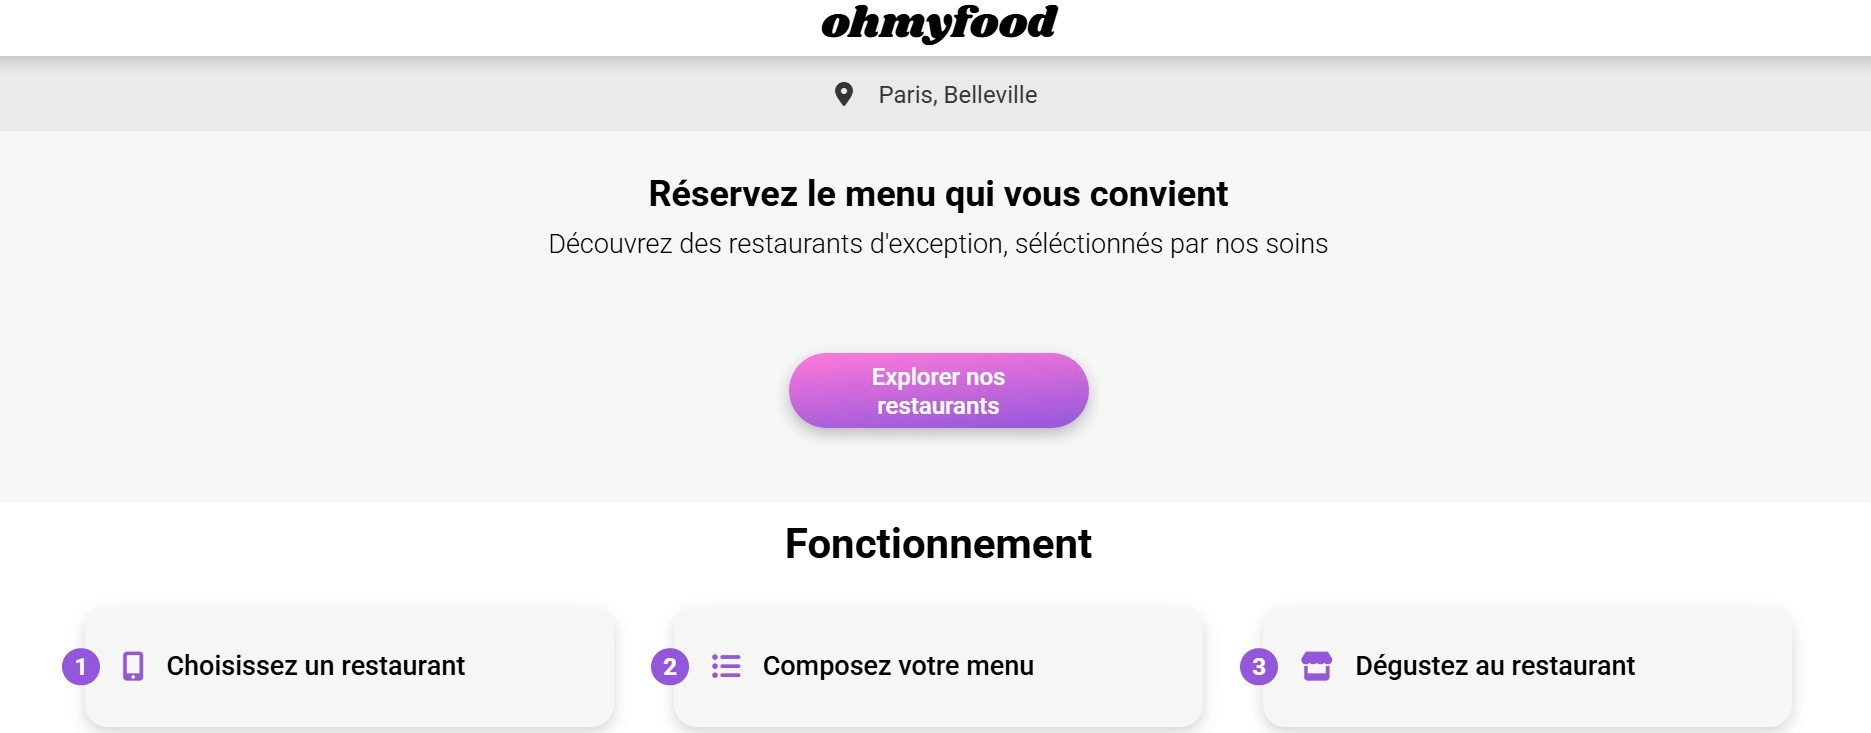 ohmyfood
Paris, Belleville
Réservez le menu qui vous convient
Découvrez des restaurants d'exception, séléctionnés par nos soins
Explorer nos
restaurants
Fonctionnement
1 Choisissez un restaurant
2 Composez votre menu
3 Dégustez au restaurant